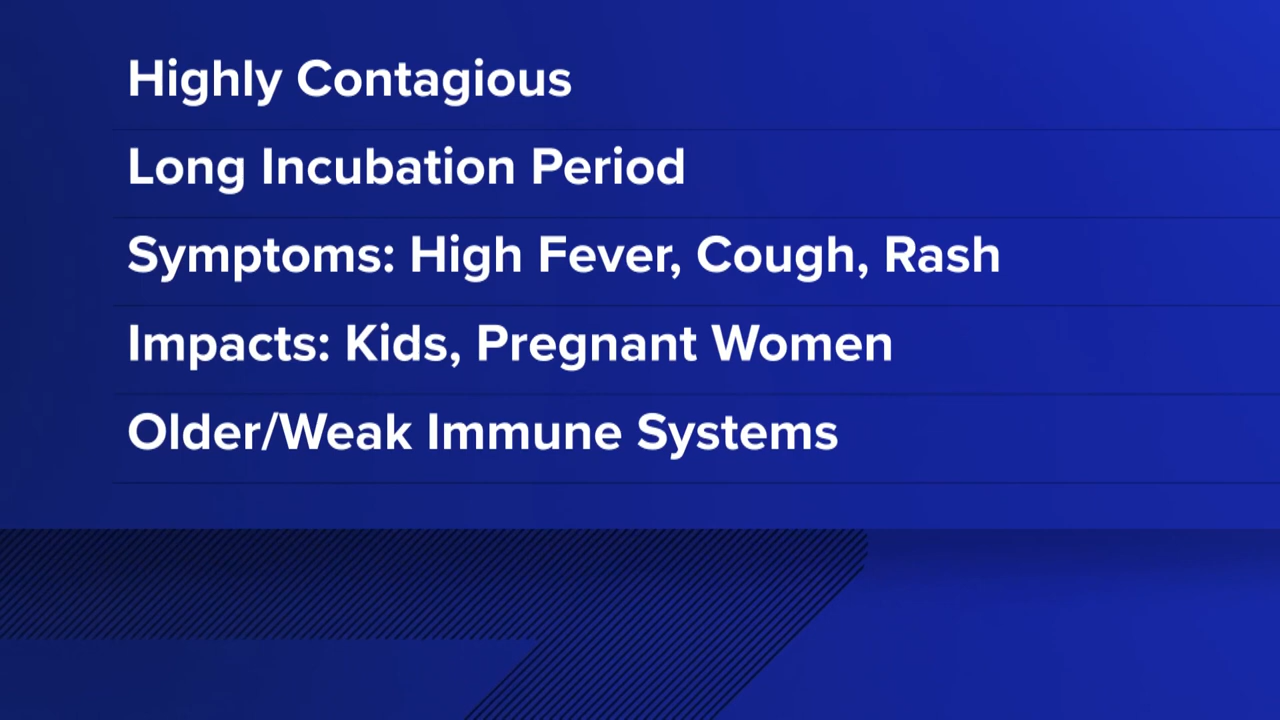 Highly Contagious
Long Incubation Period
Symptoms: High Fever, Cough, Rash
Impacts: Kids, Pregnant Women
Older/Weak Immune Systems